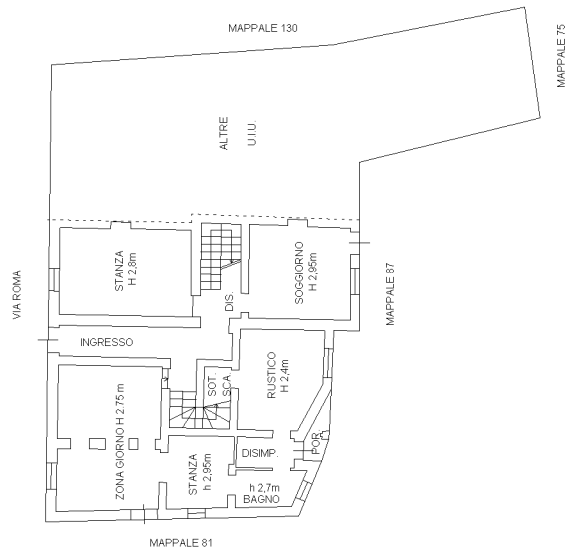 MAPPALE 130
MAPPALE 75
ALTRE
U.I.U.
STANZA
H 2,8m
SOGGIORNO
H 2,95m
DIS.
VIA ROMA
MAPPALE 87
INGRESSO
ZONA GIORNO H 2.75 m
SOT.
SCA.
RUSTICO
H 2,4m
STANZA
h 2,95m
DISIMP.
POR.
h 2,7m
BAGNO
MAPPALE 81